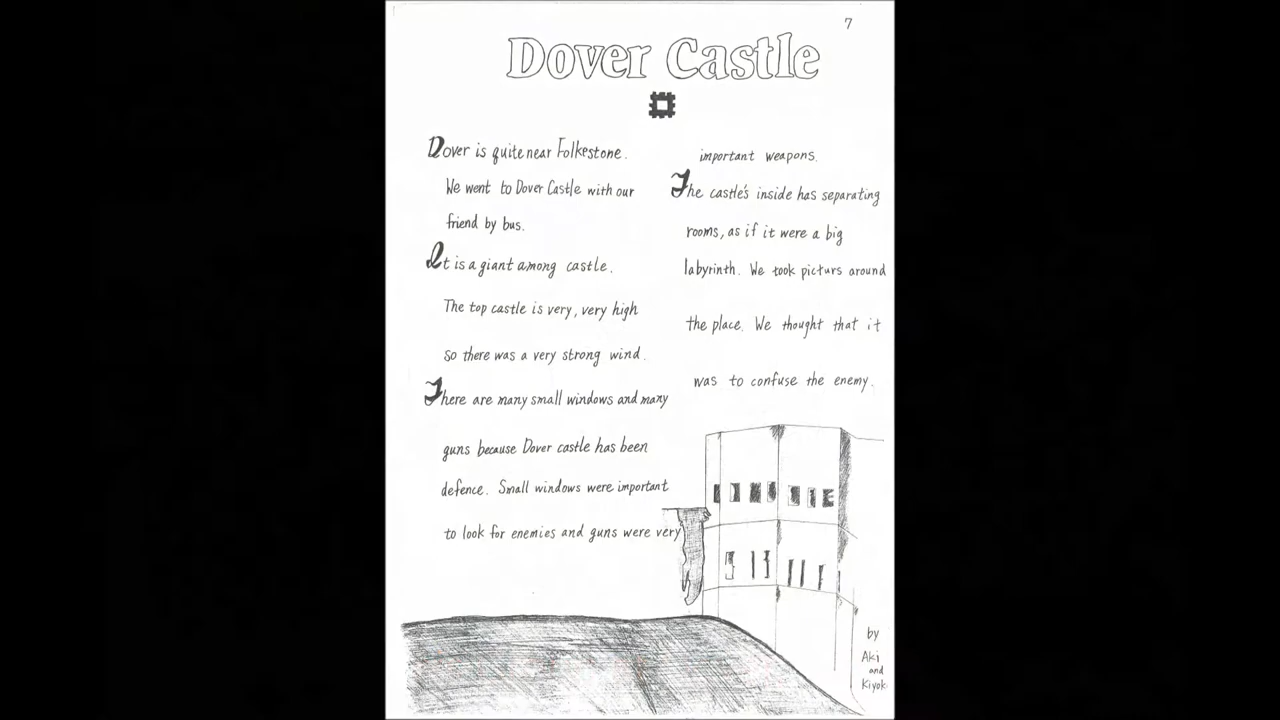 7
Dover Castle
Dover is quite near Folkestone.
We went to Dover Castle with our
friend by bus.
It is a giant among castle.
The top castle is very, very high
so there was a very strong wind.
There are many small windows and many
guns because Dover castle has been
defence. Small windows were important
to look for enemies and guns were very
important weapons.
The castle's inside has separating
rooms, as if it were a big
labyrinth. We took picturs around
the place. We thought that it
was to confuse the enemy.
by
Aki
and
Kiyok